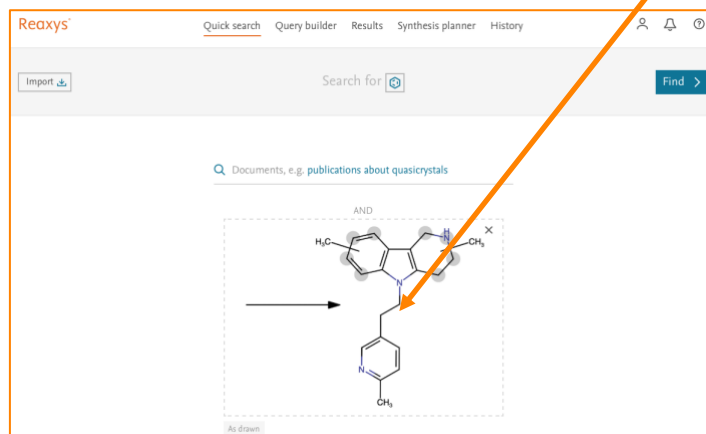 Reaxys®
Quick search Query builder Results Synthesis planner History
Import
Search for
Find
Documents, e.g. publications about quasicrystals
AND
H
N
H₃C
CH₃
N
N
CH₃
As drawn